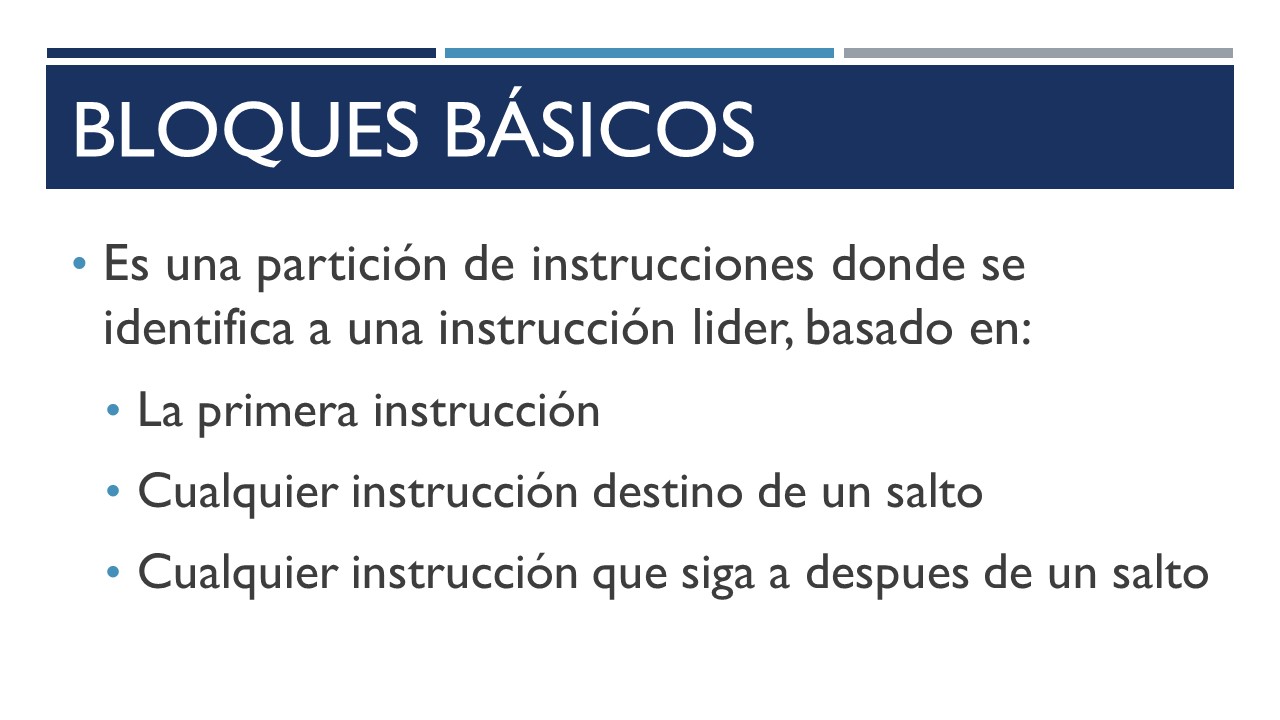 BLOQUES BÁSICOS
• Es una partición de instrucciones donde se
identifica a una instrucción lider, basado en:
• La primera instrucción
• Cualquier instrucción destino de un salto
• Cualquier instrucción que siga a despues de un salto